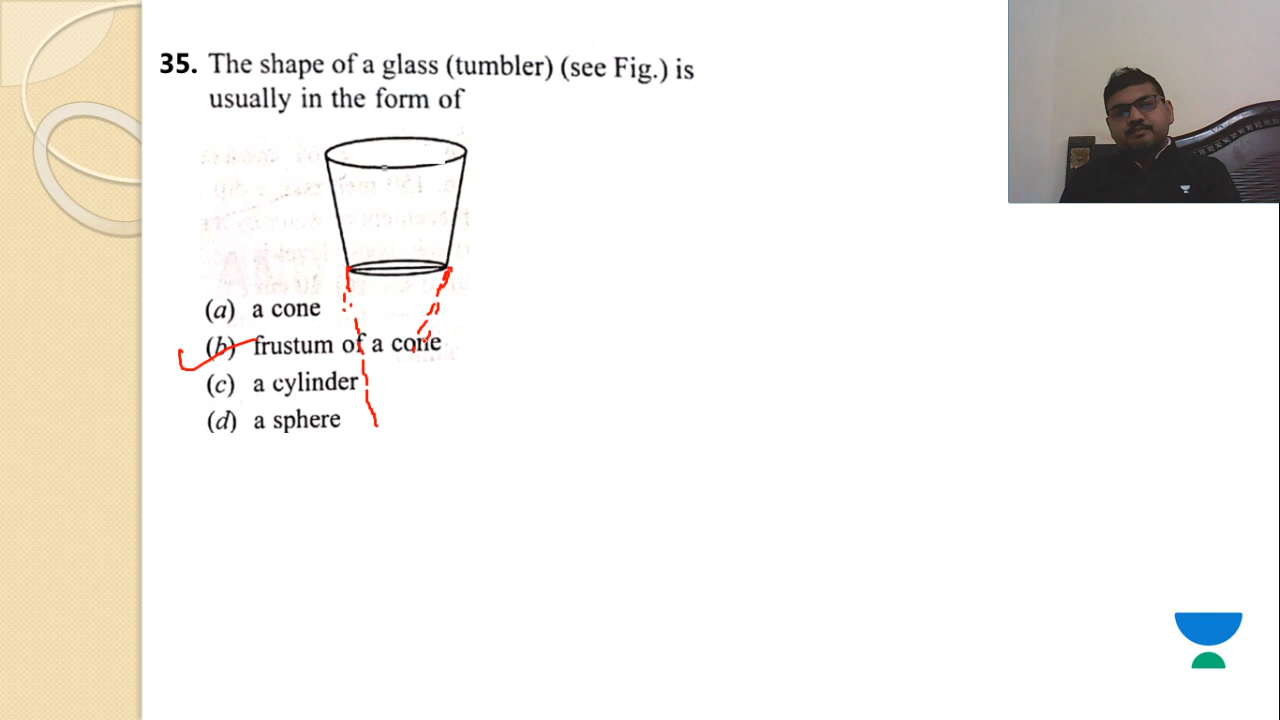 35. The shape of a glass (tumbler) (see Fig.) is
usually in the form of
(a) a cone
(b) frustum of a cone
(c) a cylinder
(d) a sphere